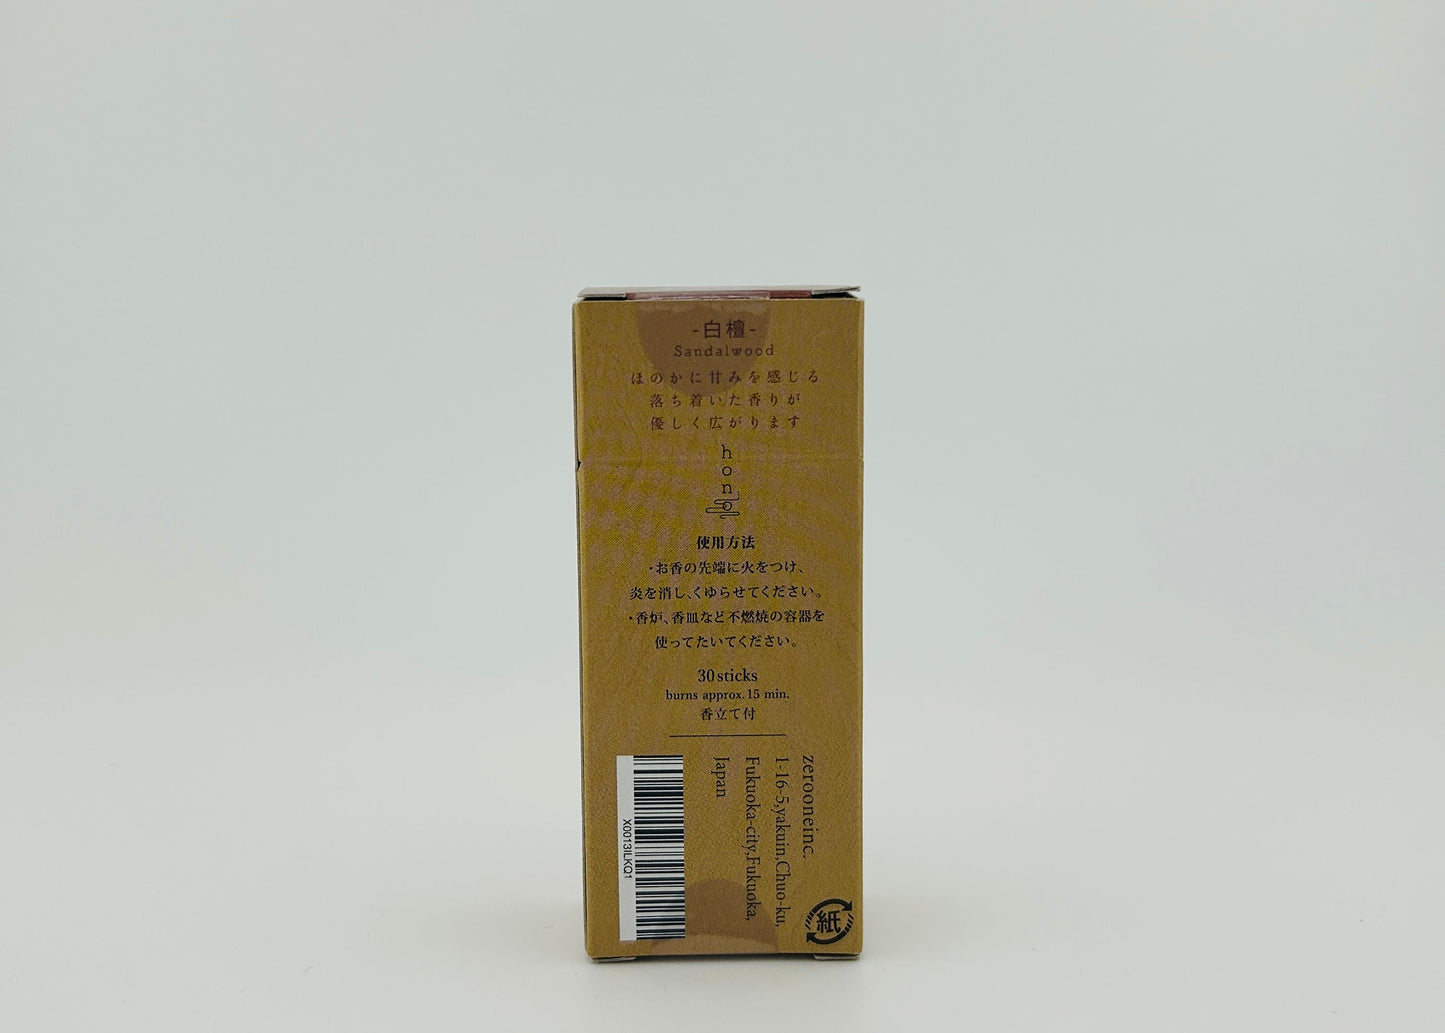 -白檀-
Sandalwood
ほのかに甘みを感じる
落ち着いた香りが
優しく広がります
hono
使用方法
・お香の先端に火をつけ、
炎を消し、くゆらせてください。
・香炉、香皿など不燃焼の容器を
使ってたいてください。
30sticks
burns approx.15 min.
香立て付
zerooneinc.
1-16-5,yakuin,Chuo-ku,
Fukuoka-city,Fukuoka,
Japan
X0013ILKQ1
紙